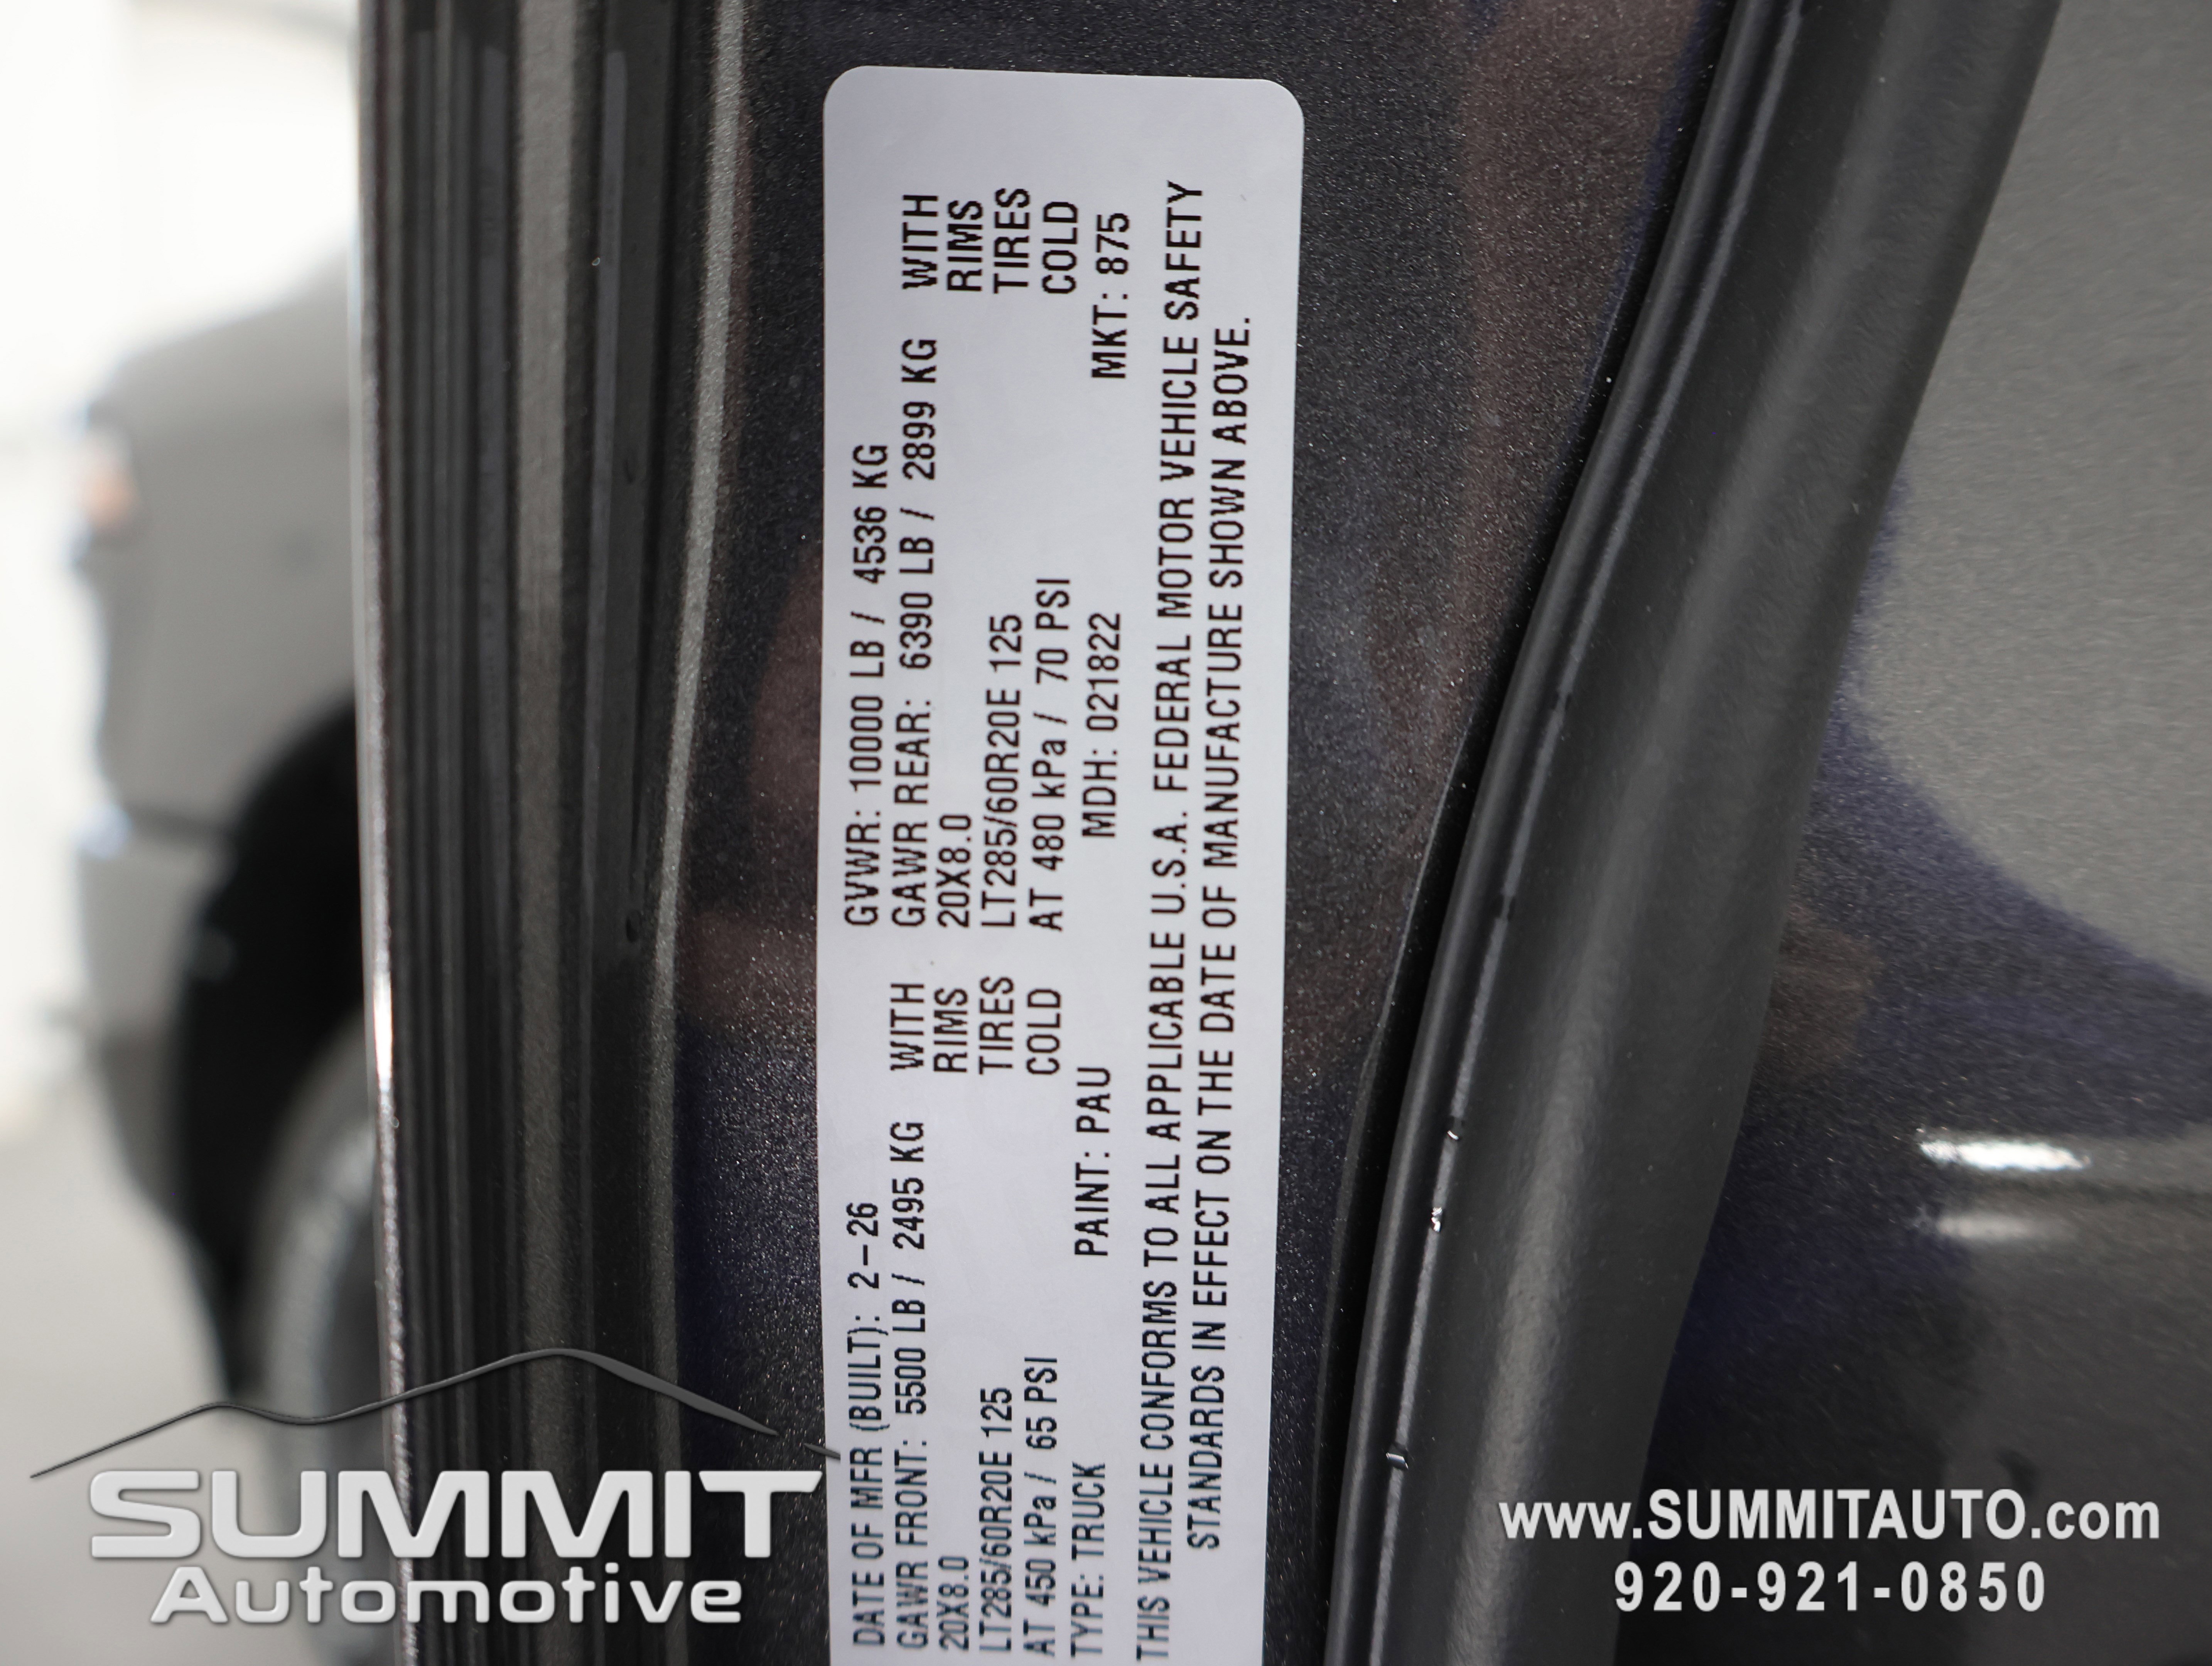 DATE OF MFR (BUILT): 2-26 GVWR: 10000 LB / 4536 KG
GAWR FRONT: 5500 LB / 2495 KG WITH GAWR REAR: 6390 LB / 2899 KG WITH
20X8.0 RIMS 20X8.0 RIMS
LT285/60R20E 125 TIRES LT285/60R20E 125 TIRES
AT 450 kPa / 65 PSI COLD AT 480 kPa / 70 PSI COLD
TYPE: TRUCK PAINT: PAU MDH: 021822 MKT: 875
THIS VEHICLE CONFORMS TO ALL APPLICABLE U.S.A. FEDERAL MOTOR VEHICLE SAFETY
STANDARDS IN EFFECT ON THE DATE OF MANUFACTURE SHOWN ABOVE.
SUMMIT
Automotive
www.SUMMITAUTO.com
920-921-0850